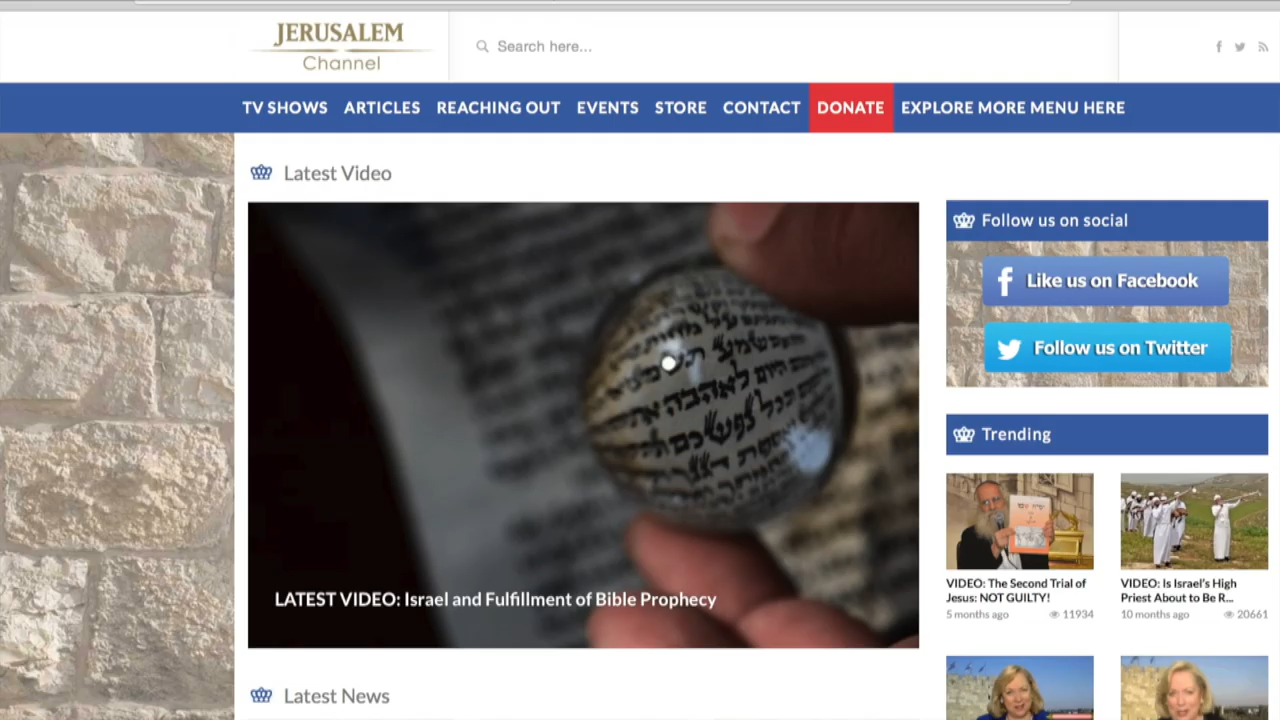 JERUSALEM
Channel
Search here...
TV SHOWS ARTICLES REACHING OUT EVENTS STORE CONTACT DONATE EXPLORE MORE MENU HERE
Latest Video
LATEST VIDEO: Israel and Fulfillment of Bible Prophecy
Latest News
Follow us on social
Like us on Facebook
Follow us on Twitter
Trending
VIDEO: The Second Trial of
Jesus: NOT GUILTY!
5 months ago 11934
VIDEO: Is Israel's High
Priest About to Be R...
10 months ago 20661
לאהבה את